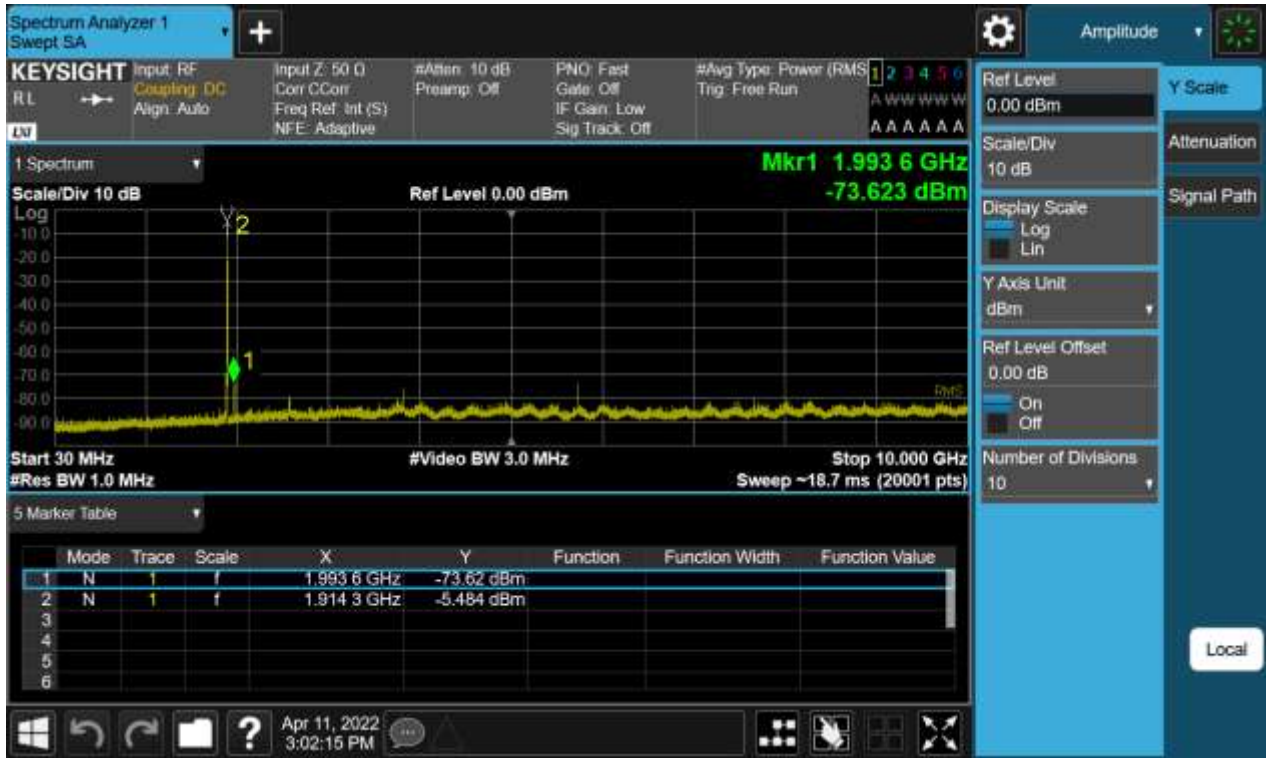 Spectrum Analyzer 1
Swept SA
+
Amplitude
KEYSIGHT
RL
LXI
Input: RF
Coupling: DC
Align: Auto
Input Z: 50 Ω
Corr CCorr
Freq Ref: Int (S)
NFE: Adaptive
#Atten: 10 dB
Preamp: Off
PNO: Fast
Gate: Off
IF Gain: Low
Sig Track: Off
#Avg Type: Power (RMS
Trig: Free Run
1 2 3 4 5 6
A W W W W W
A A A A A A
1 Spectrum
Mkr1 1.993 6 GHz
-73.623 dBm
Scale/Div 10 dB
Ref Level 0.00 dBm
Log
-10.0
-20.0
-30.0
-40.0
-50.0
-60.0
-70.0
-80.0
-90.0
2
1
RMS
Start 30 MHz
#Video BW 3.0 MHz
Stop 10.000 GHz
#Res BW 1.0 MHz
Sweep ~18.7 ms (20001 pts)
5 Marker Table
Mode Trace Scale X Y Function Function Width Function Value
1 N 1 f 1.993 6 GHz -73.62 dBm
2 N 1 f 1.914 3 GHz -5.484 dBm
3
4
5
6
Ref Level
0.00 dBm
Scale/Div
10 dB
Display Scale
Log
Lin
Y Axis Unit
dBm
Ref Level Offset
0.00 dB
On
Off
Number of Divisions
10
Y Scale
Attenuation
Signal Path
Local
?
Apr 11, 2022
3:02:15 PM